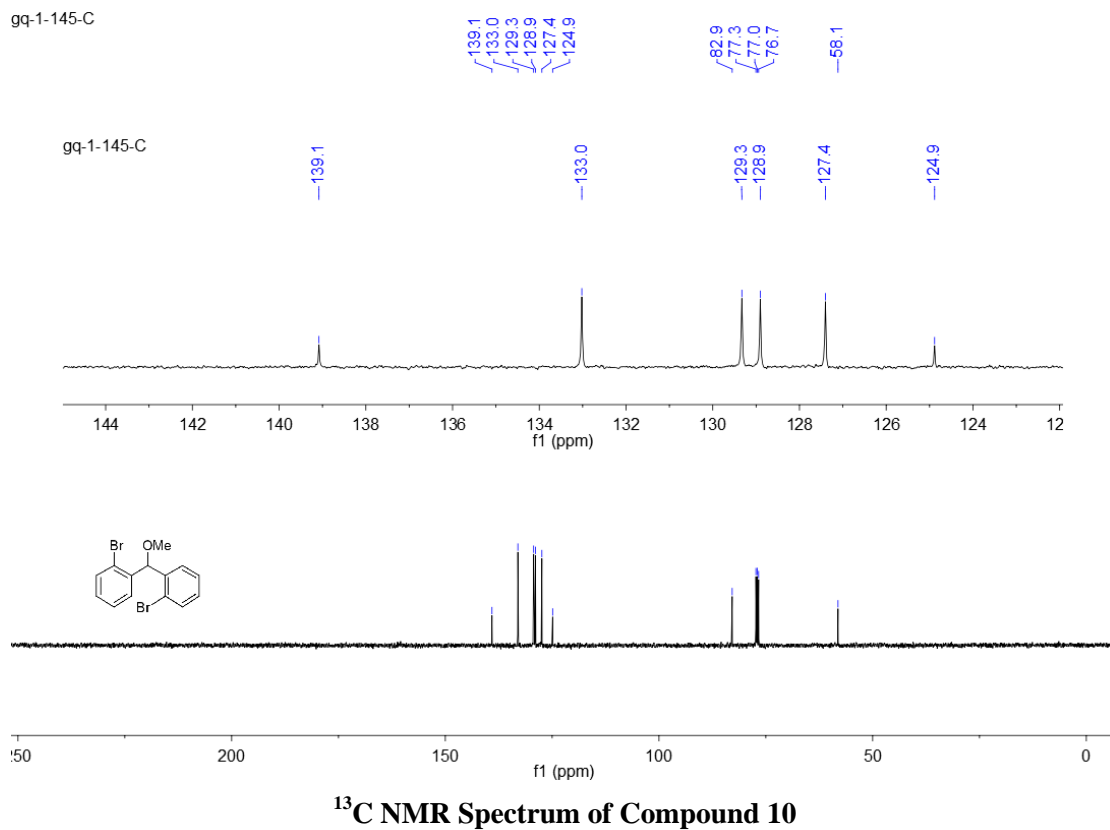 gq-1-145-C
139.1
133.0
129.3
128.9
127.4
124.9
82.9
77.3
77.0
76.7
58.1
gq-1-145-C
139.1
133.0
129.3
128.9
127.4
124.9
144 142 140 138 136 134 132 130 128 126 124 12
f1 (ppm)
Br OMe
Br
50 200 150 100 50 0
f1 (ppm)
¹³C NMR Spectrum of Compound 10